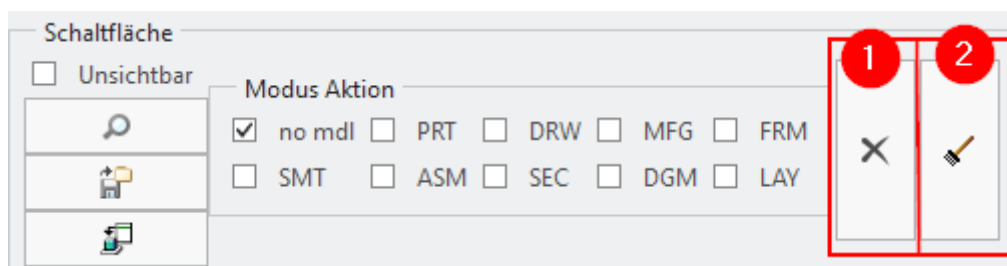 Schaltfläche
1 2
Unsichtbar
Modus Aktion
no mdl PRT DRW MFG FRM
SMT ASM SEC DGM LAY